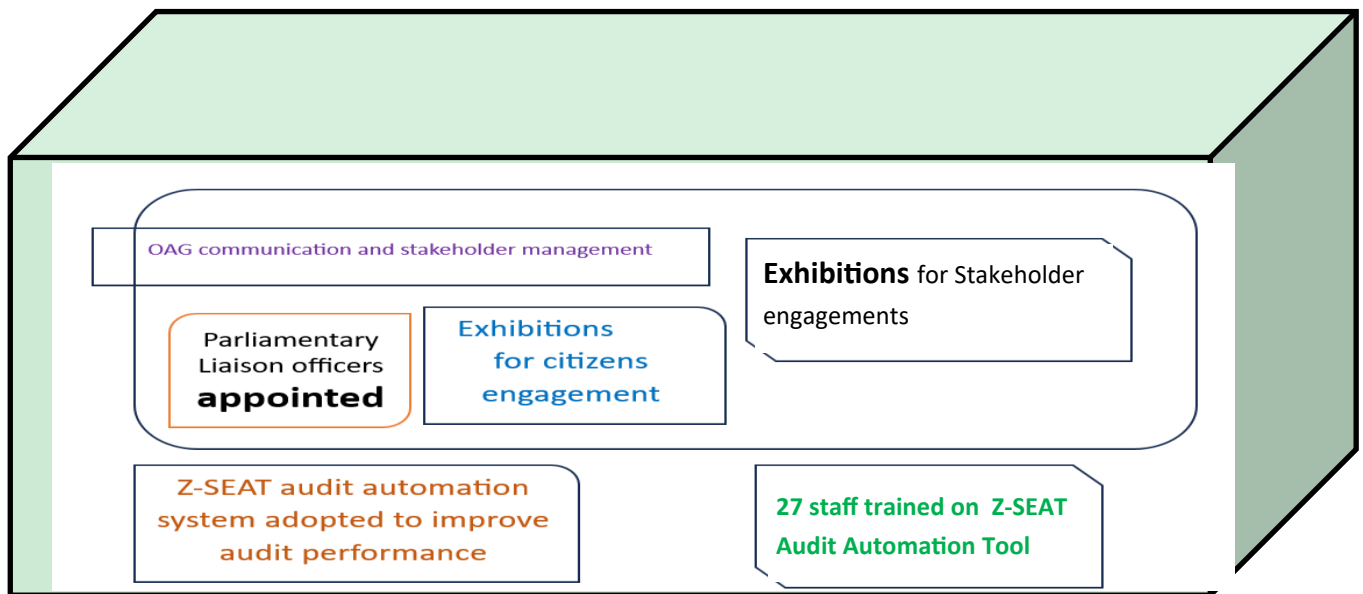 OAG communication and stakeholder management
Exhibitions for Stakeholder
engagements
Parliamentary
Liaison officers
appointed
Exhibitions
for citizens
engagement
Z-SEAT audit automation
system adopted to improve
audit performance
27 staff trained on Z-SEAT
Audit Automation Tool